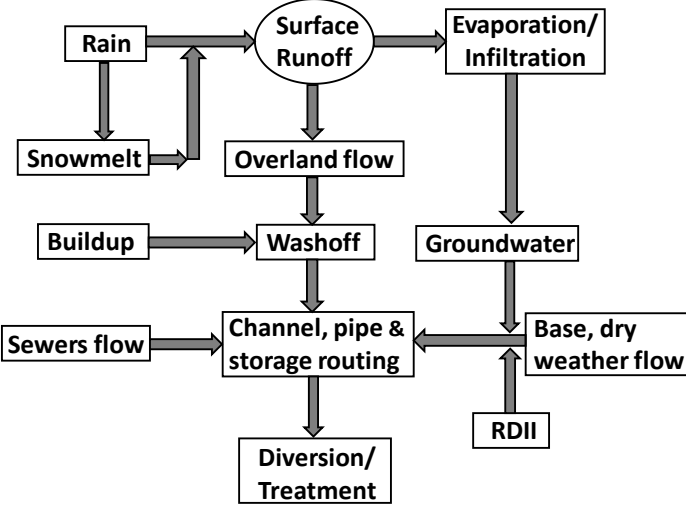 Rain
Surface
Runoff
Evaporation/
Infiltration
Snowmelt
Overland flow
Buildup
Washoff
Groundwater
Sewers flow
Channel, pipe &
storage routing
Base, dry
weather flow
RDII
Diversion/
Treatment